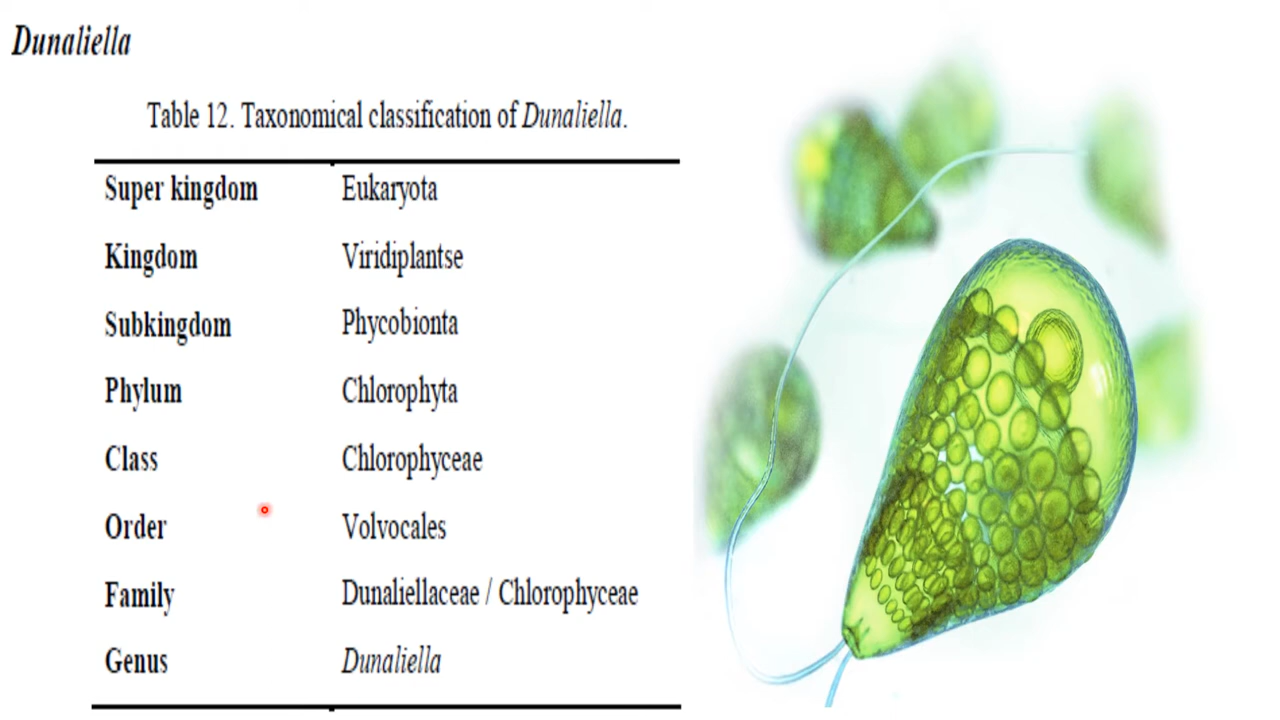 Dunaliella
Table 12. Taxonomical classification of Dunaliella.
Super kingdom Eukaryota
Kingdom Viridiplantse
Subkingdom Phycobionta
Phylum Chlorophyta
Class Chlorophyceae
Order Volvocales
Family Dunaliellaceae / Chlorophyceae
Genus Dunaliella